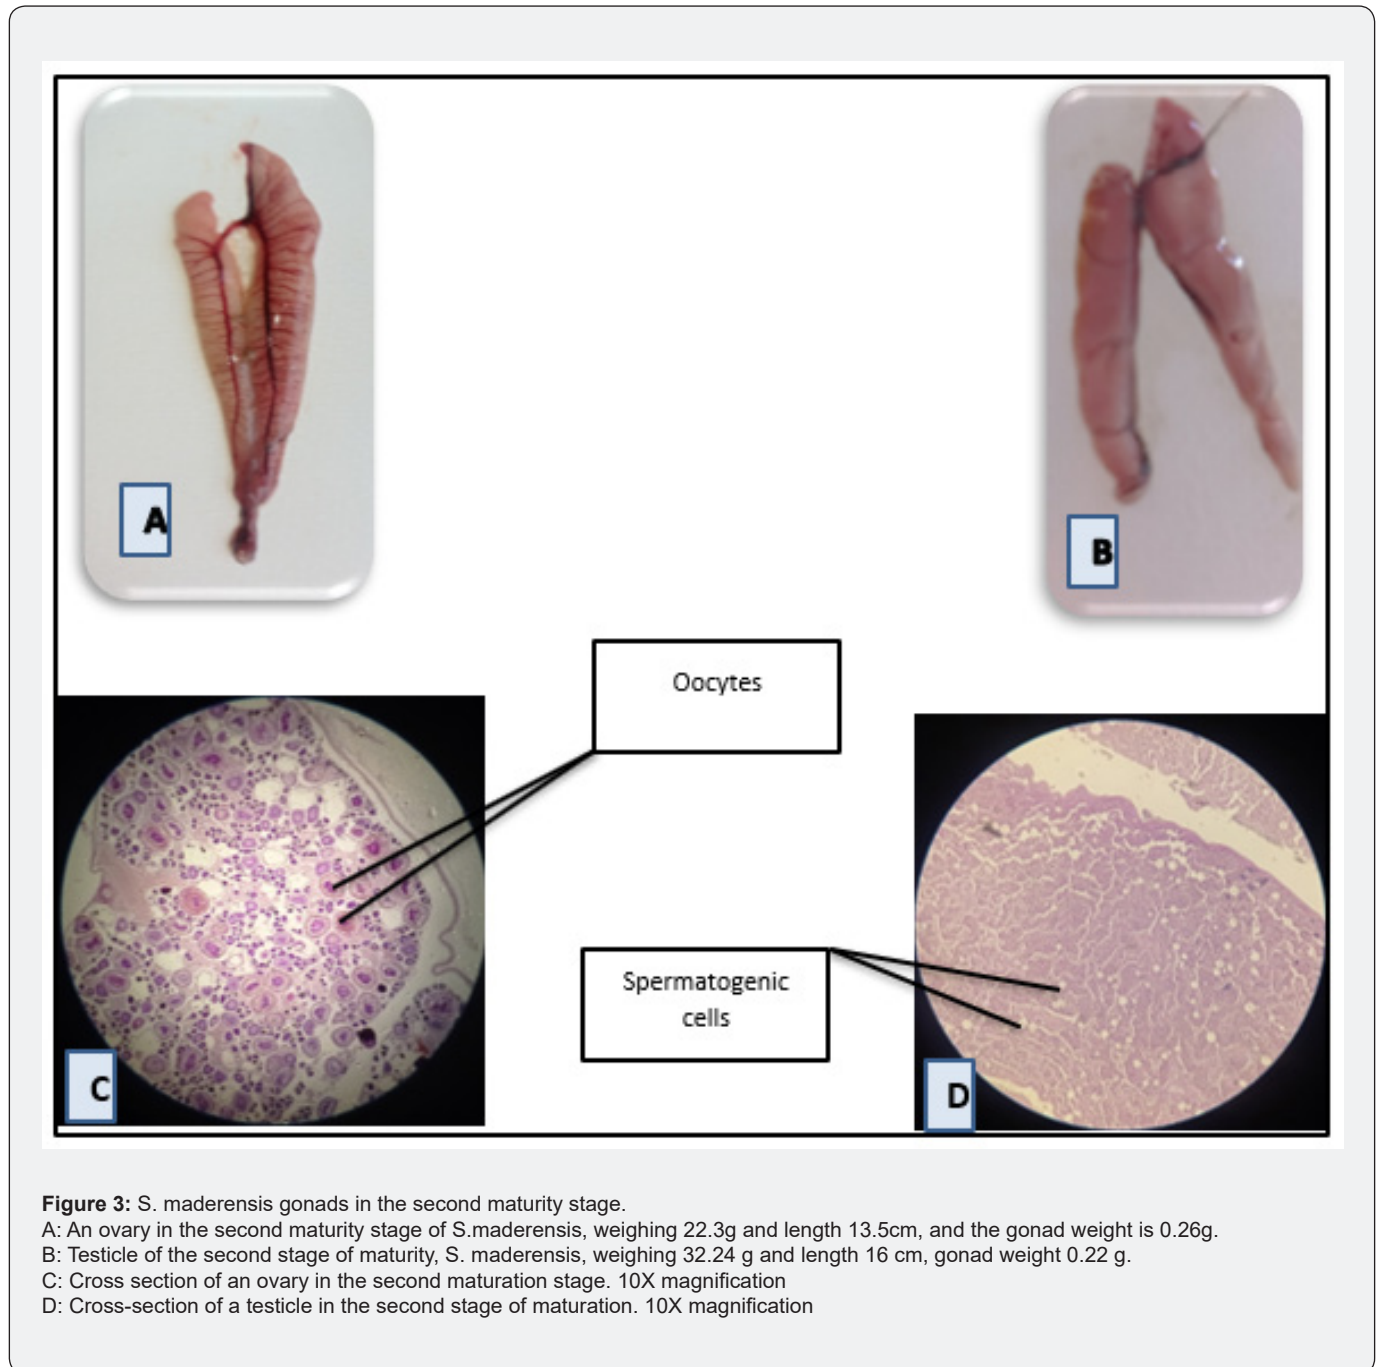 A
B
Oocytes
Spermatogenic
cells
C
D
Figure 3: S. maderensis gonads in the second maturity stage.
A: An ovary in the second maturity stage of S.maderensis, weighing 22.3g and length 13.5cm, and the gonad weight is 0.26g.
B: Testicle of the second stage of maturity, S. maderensis, weighing 32.24 g and length 16 cm, gonad weight 0.22 g.
C: Cross section of an ovary in the second maturation stage. 10X magnification
D: Cross-section of a testicle in the second stage of maturation. 10X magnification